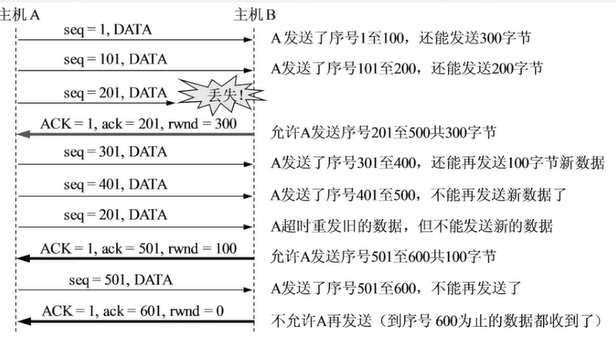 主机A 主机B
seq = 1, DATA A发送了序号1至100，还能发送300字节
seq = 101, DATA A发送了序号101至200，还能发送200字节
seq = 201, DATA 丢失！
ACK = 1, ack = 201, rwnd = 300 允许A发送序号201至500共300字节
seq = 301, DATA A发送了序号301至400，还能再发送100字节新数据
seq = 401, DATA A发送了序号401至500，不能再发送新数据了
seq = 201, DATA A超时重发旧的数据，但不能发送新的数据
ACK = 1, ack = 501, rwnd = 100 允许A发送序号501至600共100字节
seq = 501, DATA A发送了序号501至600，不能再发送了
ACK = 1, ack = 601, rwnd = 0 不允许A再发送（到序号 600为止的数据都收到了）